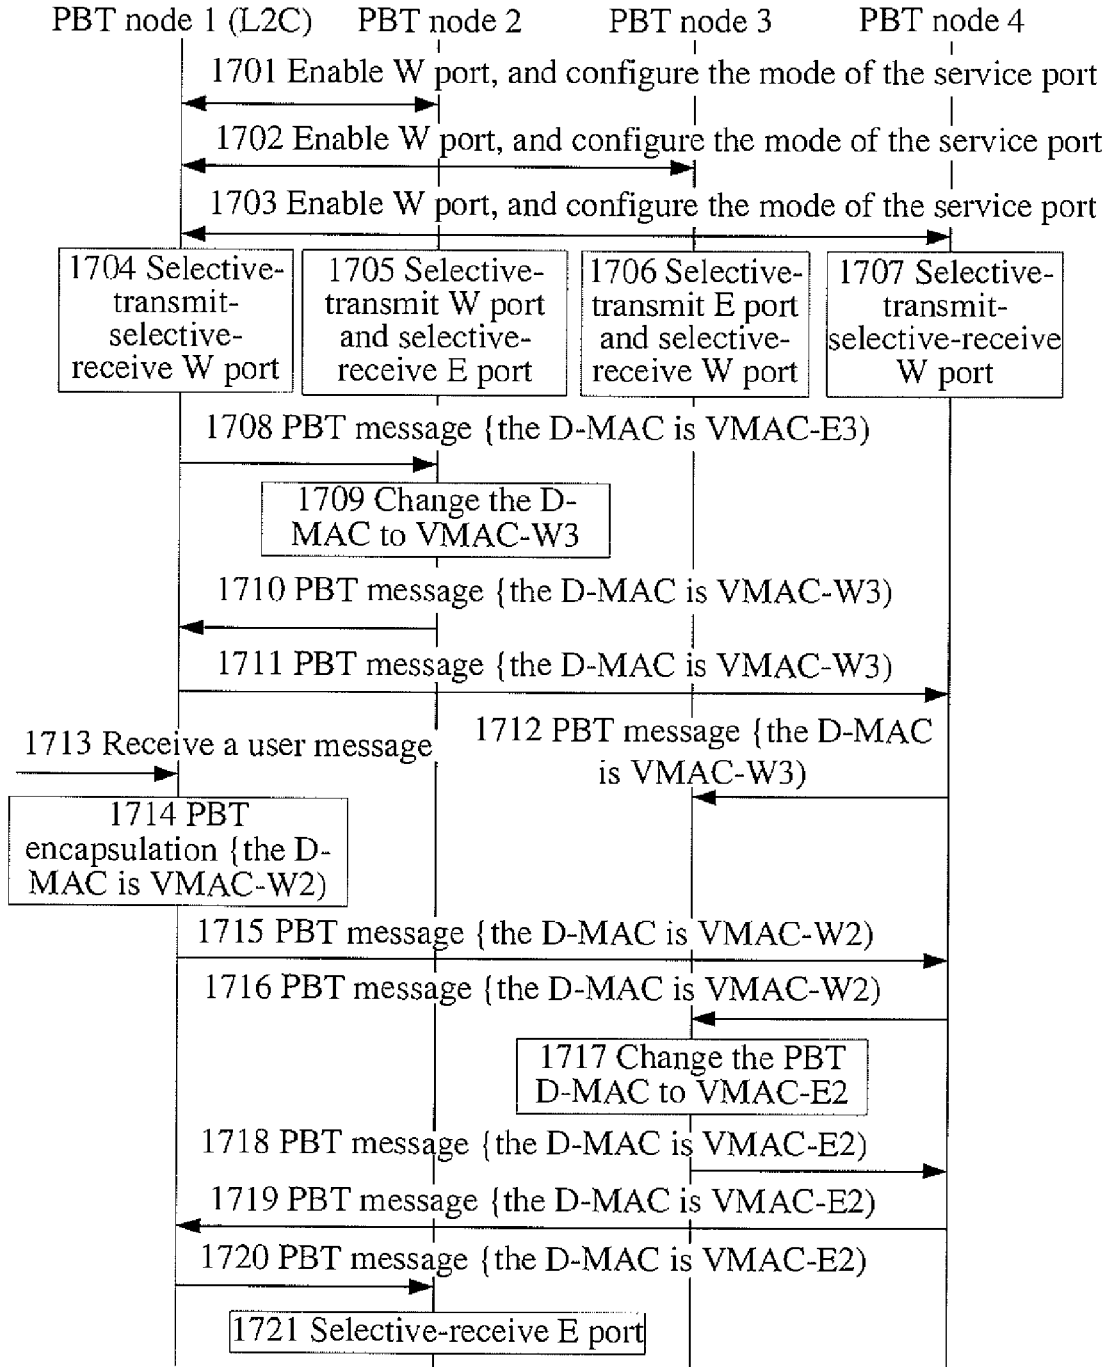 PBT node 1 (L2C) PBT node 2 PBT node 3 PBT node 4
1701 Enable W port, and configure the mode of the service port
1702 Enable W port, and configure the mode of the service port
1703 Enable W port, and configure the mode of the service port
1704 Selective-
transmit-
selective-
receive W port
1705 Selective-
transmit W port
and selective-
receive E port
1706 Selective-
transmit E port
and selective-
receive W port
1707 Selective-
transmit-
selective-receive
W port
1708 PBT message {the D-MAC is VMAC-E3)
1709 Change the D-
MAC to VMAC-W3
1710 PBT message {the D-MAC is VMAC-W3)
1711 PBT message {the D-MAC is VMAC-W3)
1712 PBT message {the D-MAC
is VMAC-W3)
1713 Receive a user message
1714 PBT
encapsulation {the D-
MAC is VMAC-W2)
1715 PBT message {the D-MAC is VMAC-W2)
1716 PBT message {the D-MAC is VMAC-W2)
1717 Change the PBT
D-MAC to VMAC-E2
1718 PBT message {the D-MAC is VMAC-E2)
1719 PBT message {the D-MAC is VMAC-E2)
1720 PBT message {the D-MAC is VMAC-E2)
1721 Selective-receive E port